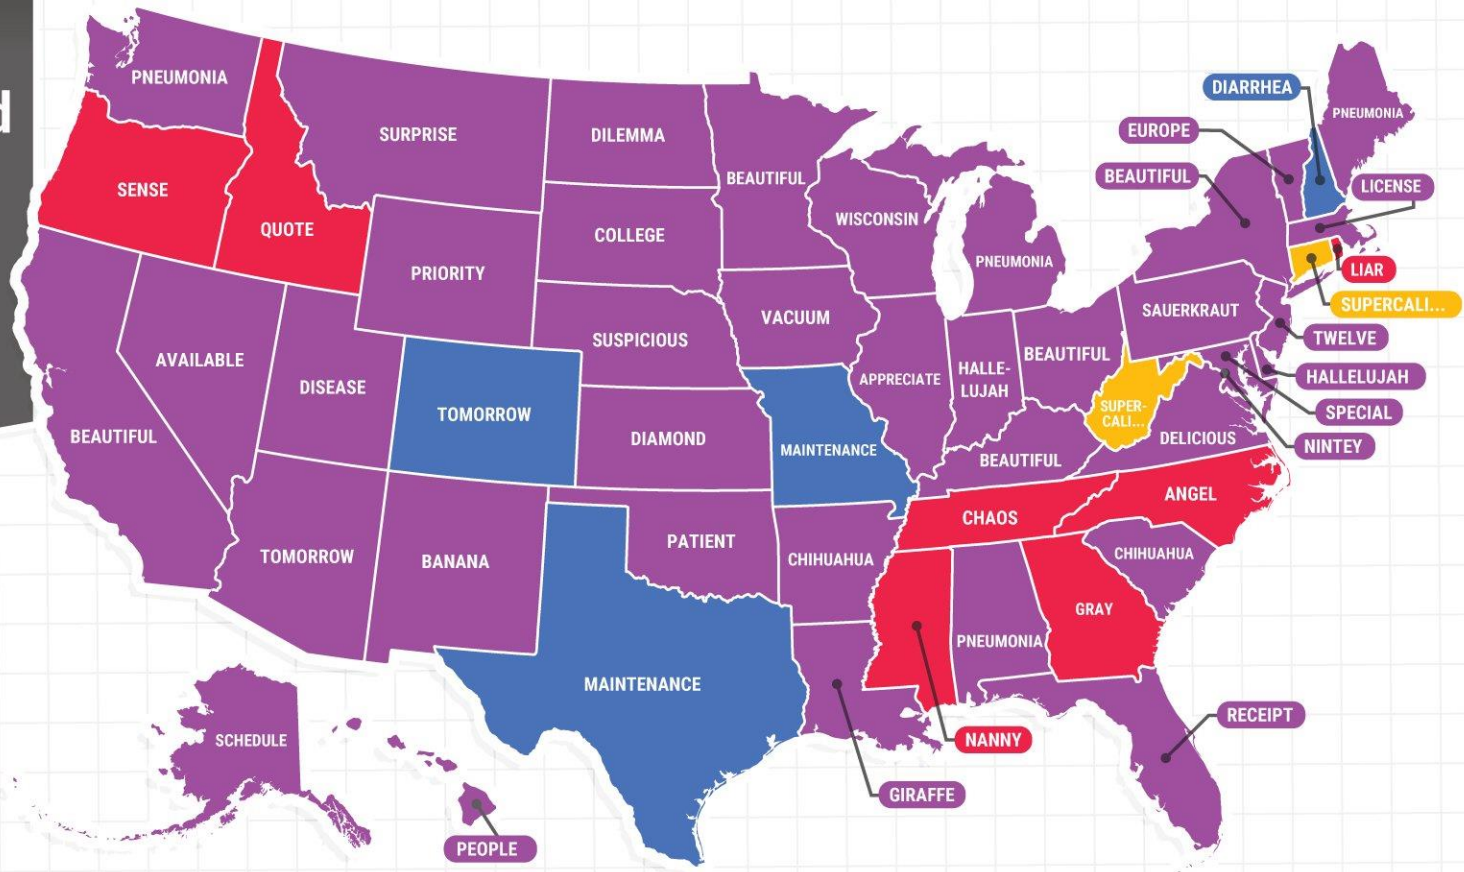 d
PNEUMONIA
SENSE
QUOTE
SURPRISE
DILEMMA
BEAUTIFUL
WISCONSIN
PNEUMONIA
DIARRHEA
EUROPE
BEAUTIFUL
PNEUMONIA
LICENSE
LIAR
SUPERCALI...
TWELVE
HALLELUJAH
SPECIAL
NINTEY
PRIORITY
COLLEGE
SUSPICIOUS
VACUUM
APPRECIATE
HALLE-
LUJAH
BEAUTIFUL
SAUERKRAUT
SUPER-
CALI...
DELICIOUS
BEAUTIFUL
AVAILABLE
DISEASE
TOMORROW
DIAMOND
MAINTENANCE
BEAUTIFUL
TOMORROW
BANANA
PATIENT
CHIHUAHUA
CHAOS
ANGEL
CHIHUAHUA
GRAY
PNEUMONIA
MAINTENANCE
NANNY
GIRAFFE
RECEIPT
SCHEDULE
PEOPLE